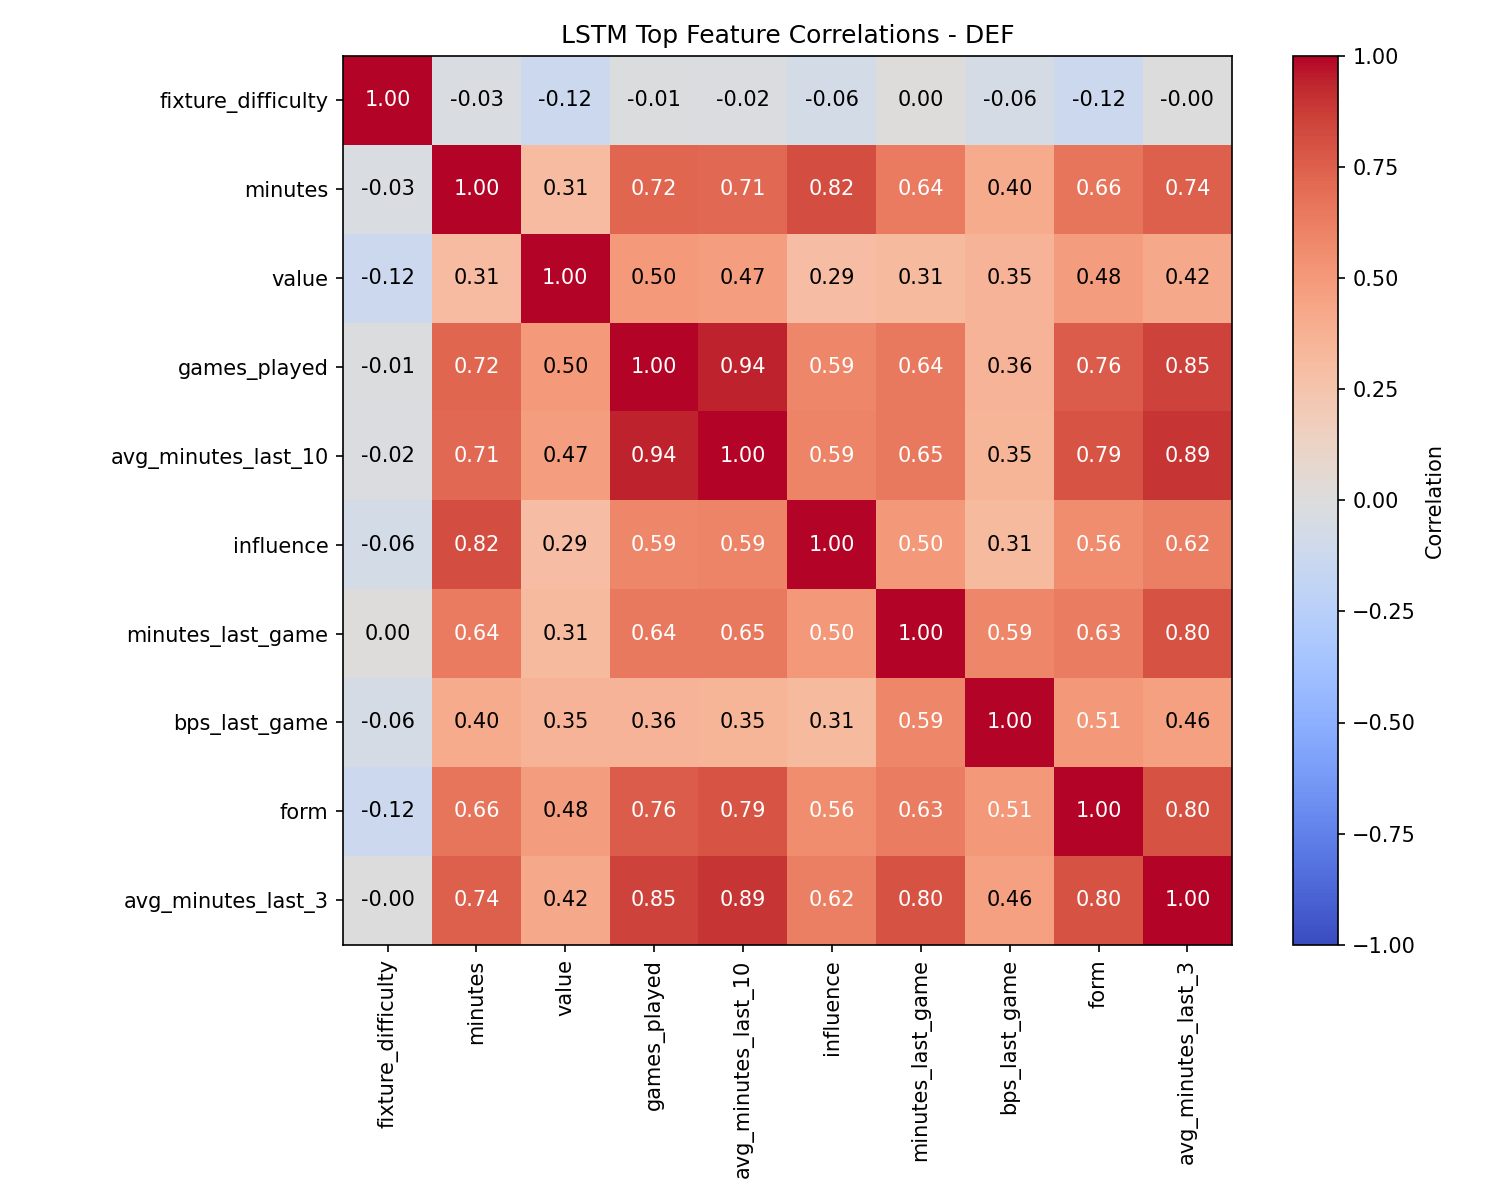 LSTM Top Feature Correlations - DEF
fixture_difficulty 1.00 -0.03 -0.12 -0.01 -0.02 -0.06 0.00 -0.06 -0.12 -0.00
minutes -0.03 1.00 0.31 0.72 0.71 0.82 0.64 0.40 0.66 0.74
value -0.12 0.31 1.00 0.50 0.47 0.29 0.31 0.35 0.48 0.42
games_played -0.01 0.72 0.50 1.00 0.94 0.59 0.64 0.36 0.76 0.85
avg_minutes_last_10 -0.02 0.71 0.47 0.94 1.00 0.59 0.65 0.35 0.79 0.89
influence -0.06 0.82 0.29 0.59 0.59 1.00 0.50 0.31 0.56 0.62
minutes_last_game 0.00 0.64 0.31 0.64 0.65 0.50 1.00 0.59 0.63 0.80
bps_last_game -0.06 0.40 0.35 0.36 0.35 0.31 0.59 1.00 0.51 0.46
form -0.12 0.66 0.48 0.76 0.79 0.56 0.63 0.51 1.00 0.80
avg_minutes_last_3 -0.00 0.74 0.42 0.85 0.89 0.62 0.80 0.46 0.80 1.00
fixture_difficulty
minutes
value
games_played
avg_minutes_last_10
influence
minutes_last_game
bps_last_game
form
avg_minutes_last_3
1.00
0.75
0.50
0.25
0.00
−0.25
−0.50
−0.75
−1.00
Correlation